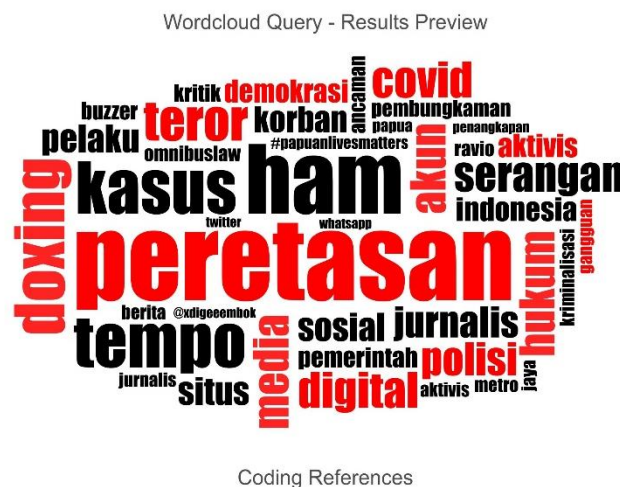 Wordcloud Query - Results Preview
kritik demokrasi ancaman covid
buzzer teror korban pembungkaman
pelaku papua penangkapan
omnibuslaw #papuanlivesmatters akun ravio aktivis
doxing kasus ham serangan
twitter whatsapp indonesia gangguan
peretasan hukum kriminalisasi
berita @xdigeeembok
tempo media sosial jurnalis
pemerintah polisi
jurnalis situs digital aktivis metro jaya
Coding References